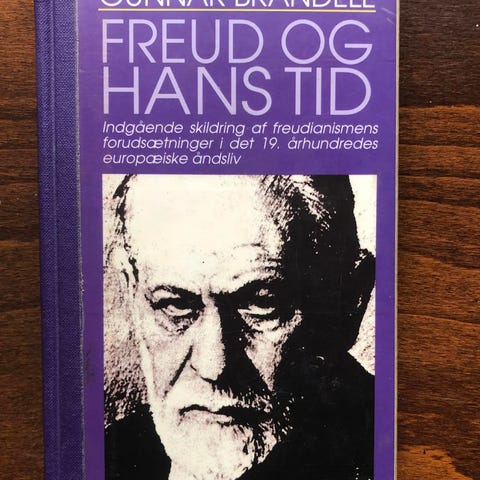 GUNNAR BRANDELL
FREUD OG
HANS TID
Indgående skildring af freudianismens
forudsætninger i det 19. århundredes
europæiske åndsliv